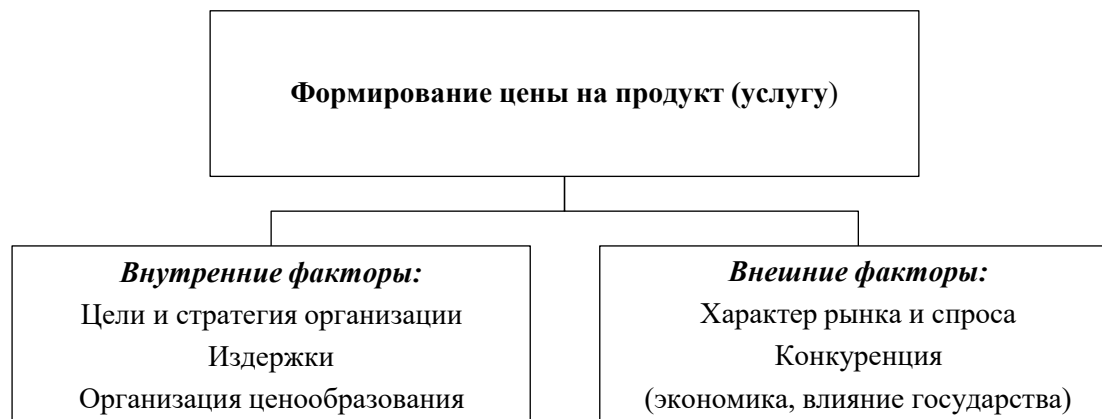 Формирование цены на продукт (услугу)
Внутренние факторы:
Цели и стратегия организации
Издержки
Организация ценообразования
Внешние факторы:
Характер рынка и спроса
Конкуренция
(экономика, влияние государства)